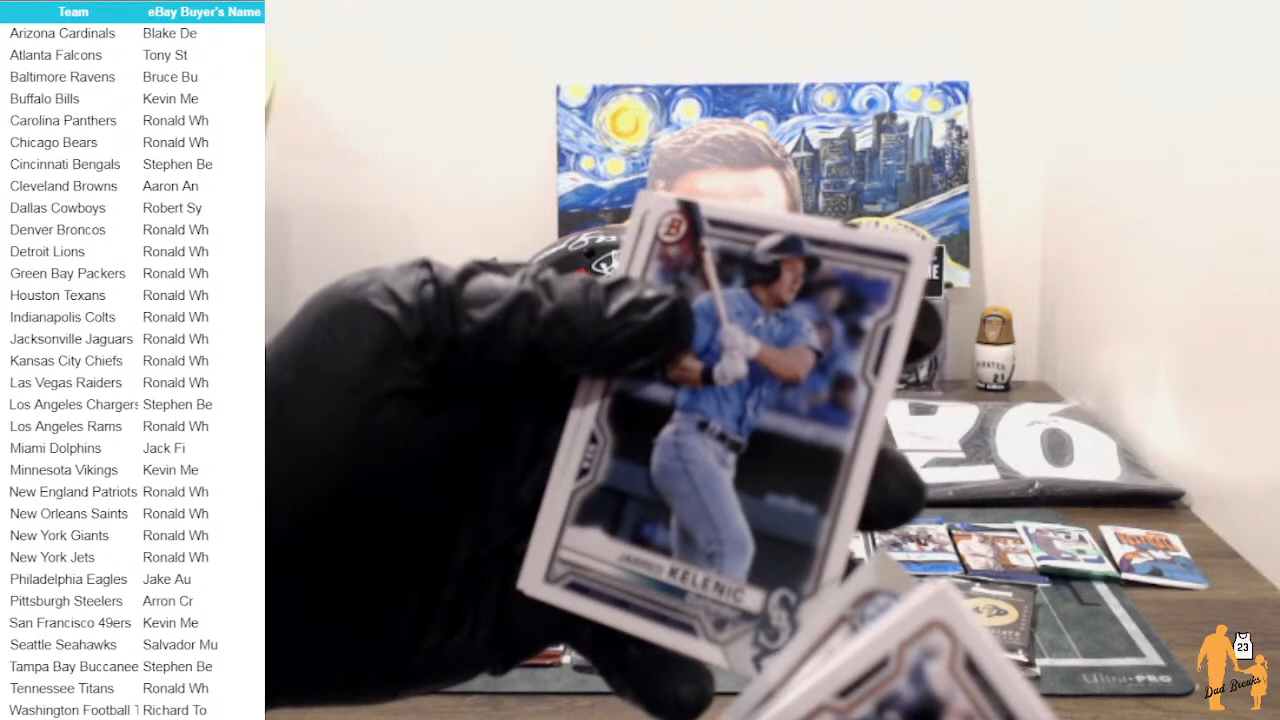 Team eBay Buyer's Name
Arizona Cardinals Blake De
Atlanta Falcons Tony St
Baltimore Ravens Bruce Bu
Buffalo Bills Kevin Me
Carolina Panthers Ronald Wh
Chicago Bears Ronald Wh
Cincinnati Bengals Stephen Be
Cleveland Browns Aaron An
Dallas Cowboys Robert Sy
Denver Broncos Ronald Wh
Detroit Lions Ronald Wh
Green Bay Packers Ronald Wh
Houston Texans Ronald Wh
Indianapolis Colts Ronald Wh
Jacksonville Jaguars Ronald Wh
Kansas City Chiefs Ronald Wh
Las Vegas Raiders Ronald Wh
Los Angeles Chargers Stephen Be
Los Angeles Rams Ronald Wh
Miami Dolphins Jack Fi
Minnesota Vikings Kevin Me
New England Patriots Ronald Wh
New Orleans Saints Ronald Wh
New York Giants Ronald Wh
New York Jets Ronald Wh
Philadelphia Eagles Jake Au
Pittsburgh Steelers Arron Cr
San Francisco 49ers Kevin Me
Seattle Seahawks Salvador Mu
Tampa Bay Buccanee Stephen Be
Tennessee Titans Ronald Wh
Washington Football T Richard To
B
JARRED KELENIC
S
26
Ultra PRO
23
Dad Breaks